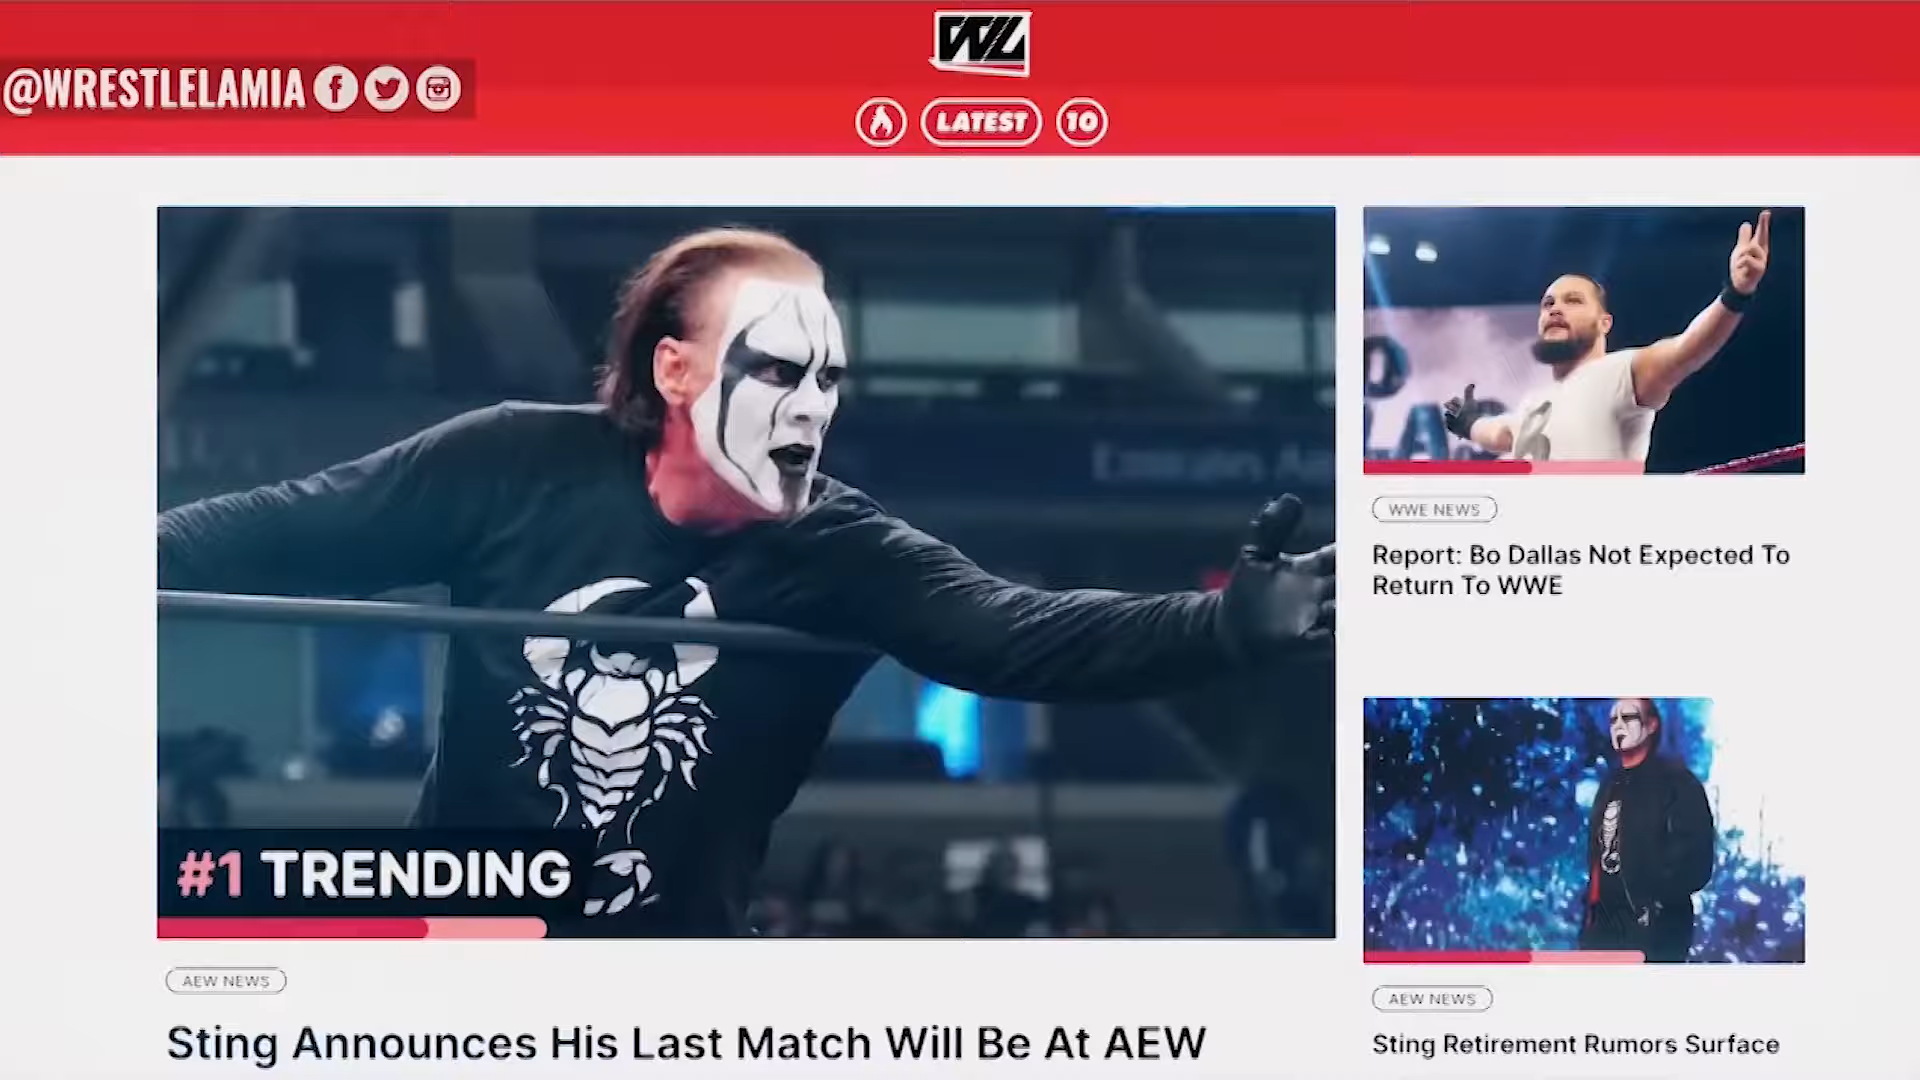 WL
@WRESTLELAMIA
LATEST
10
#1 TRENDING
AEW NEWS
Sting Announces His Last Match Will Be At AEW
WWE NEWS
Report: Bo Dallas Not Expected To
Return To WWE
AEW NEWS
Sting Retirement Rumors Surface